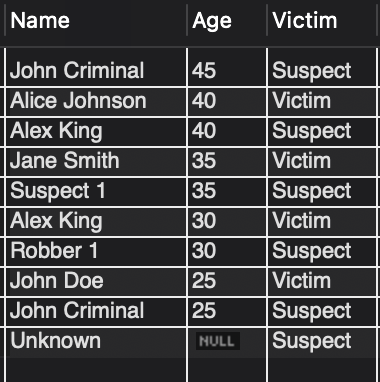 Name Age Victim
John Criminal 45 Suspect
Alice Johnson 40 Victim
Alex King 40 Suspect
Jane Smith 35 Victim
Suspect 1 35 Suspect
Alex King 30 Victim
Robber 1 30 Suspect
John Doe 25 Victim
John Criminal 25 Suspect
Unknown NULL Suspect